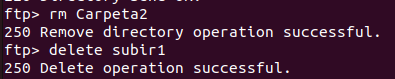 ftp> rm Carpeta2
250 Remove directory operation successful.
ftp> delete subir1
250 Delete operation successful.